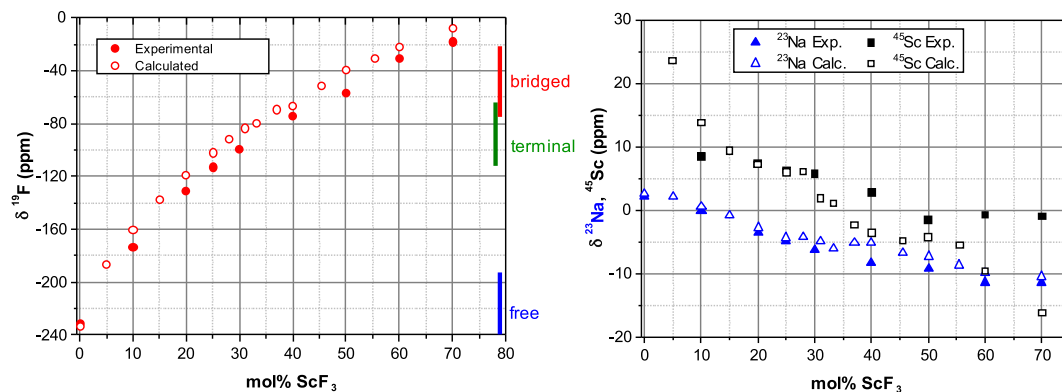 0
-40
-80
-120
-160
-200
-240
δ ¹⁹F (ppm)
Experimental
Calculated
bridged
terminal
free
0 10 20 30 40 50 60 70 80
mol% ScF₃
30
20
10
0
-10
-20
δ ²³Na, ⁴⁵Sc (ppm)
²³Na Exp. ⁴⁵Sc Exp.
²³Na Calc. ⁴⁵Sc Calc.
0 10 20 30 40 50 60 70
mol% ScF₃